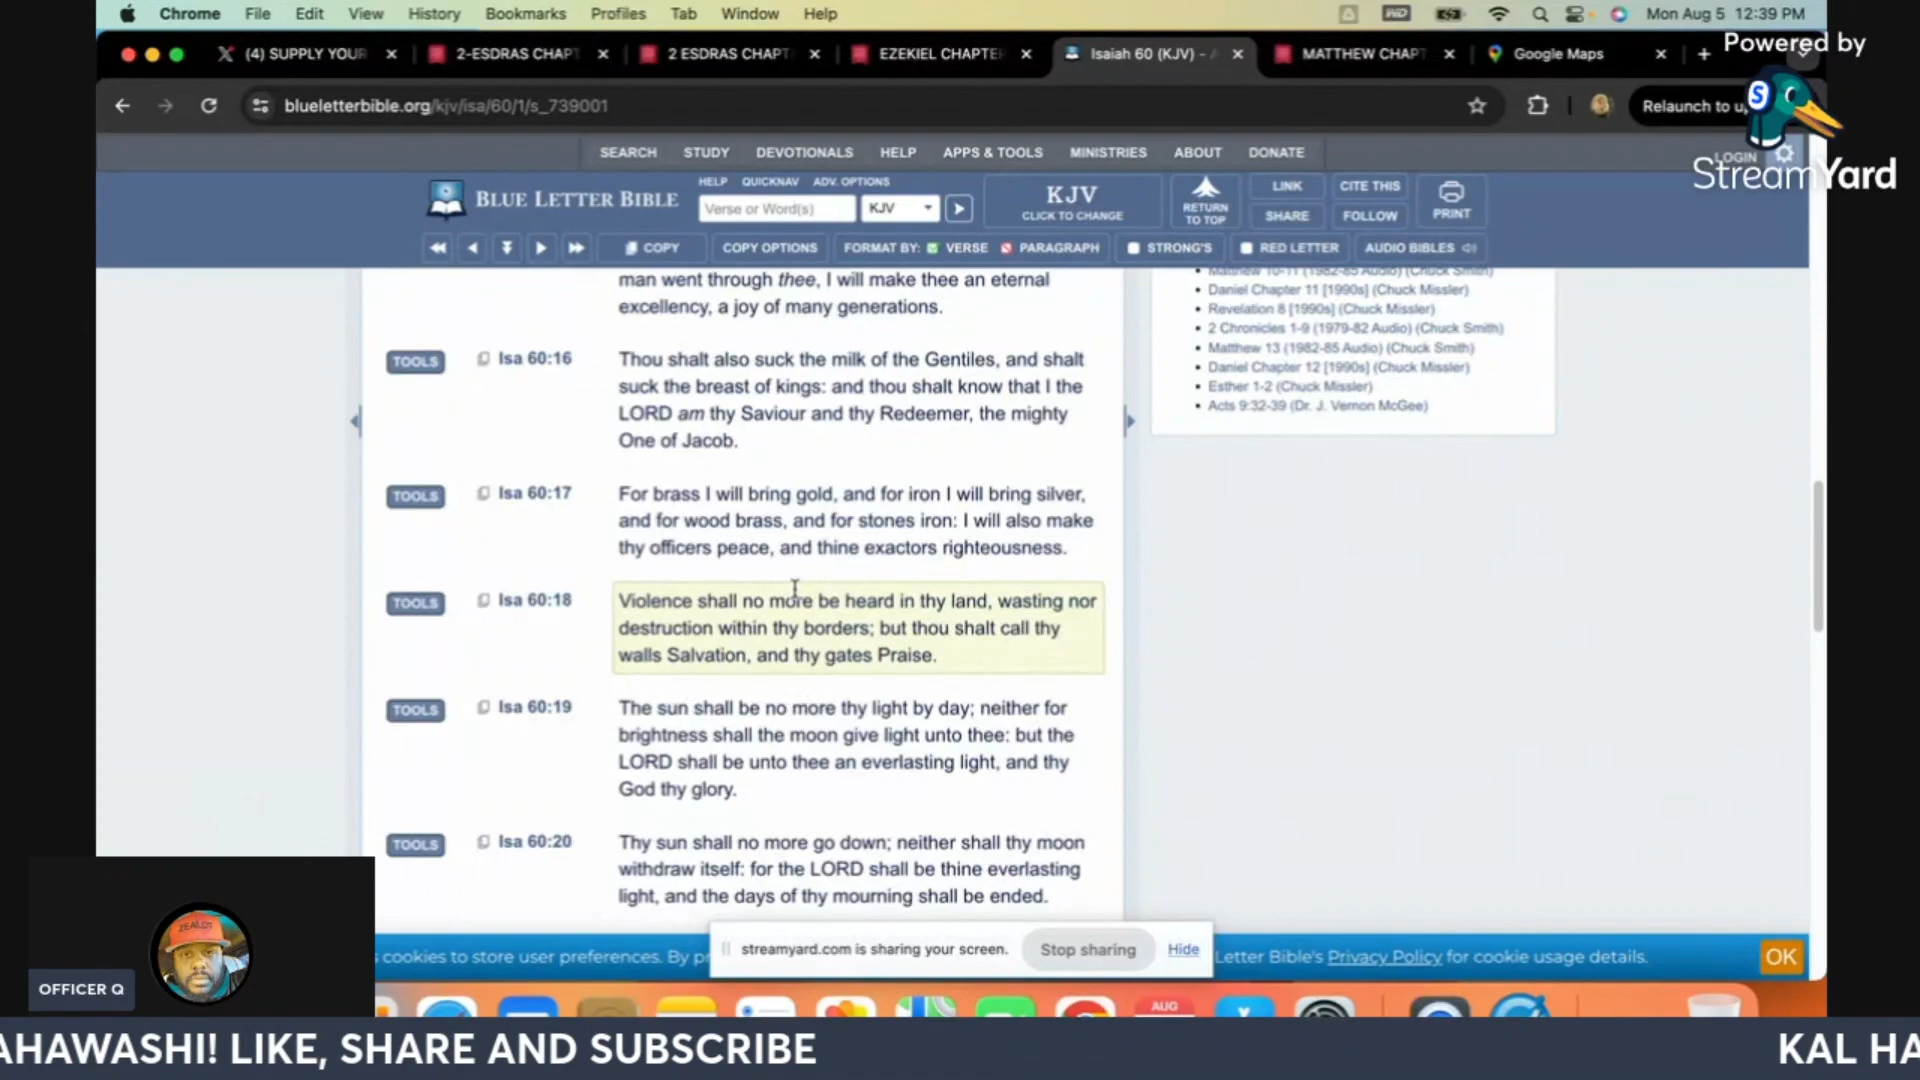 Chrome File Edit View History Bookmarks Profiles Tab Window Help Mon Aug 5 12:39 PM
(4) SUPPLY YOUR
2-ESDRAS CHAPT
2 ESDRAS CHAPT
EZEKIEL CHAPTER
Isaiah 60 (KJV) -
MATTHEW CHAPT
Google Maps
Powered by
StreamYard
blueletterbible.org/kjv/isa/60/1/s_739001
Relaunch to
SEARCH STUDY DEVOTIONALS HELP APPS & TOOLS MINISTRIES ABOUT DONATE
LOGIN
BLUE LETTER BIBLE
HELP QUICKNAV ADV. OPTIONS
Verse or Word(s)
KJV
KJV
CLICK TO CHANGE
RETURN
TO TOP
LINK
CITE THIS
SHARE
FOLLOW
PRINT
COPY COPY OPTIONS FORMAT BY: VERSE PARAGRAPH STRONG'S RED LETTER AUDIO BIBLES
man went through thee, I will make thee an eternal
excellency, a joy of many generations.
TOOLS Isa 60:16 Thou shalt also suck the milk of the Gentiles, and shalt
suck the breast of kings: and thou shalt know that I the
LORD am thy Saviour and thy Redeemer, the mighty
One of Jacob.
TOOLS Isa 60:17 For brass I will bring gold, and for iron I will bring silver,
and for wood brass, and for stones iron: I will also make
thy officers peace, and thine exactors righteousness.
TOOLS Isa 60:18 Violence shall no more be heard in thy land, wasting nor
destruction within thy borders; but thou shalt call thy
walls Salvation, and thy gates Praise.
TOOLS Isa 60:19 The sun shall be no more thy light by day; neither for
brightness shall the moon give light unto thee: but the
LORD shall be unto thee an everlasting light, and thy
God thy glory.
TOOLS Isa 60:20 Thy sun shall no more go down; neither shall thy moon
withdraw itself: for the LORD shall be thine everlasting
light, and the days of thy mourning shall be ended.
Matthew 10-11 (1982-85 Audio) (Chuck Smith)
Daniel Chapter 11 [1990s] (Chuck Missler)
Revelation 8 [1990s] (Chuck Missler)
2 Chronicles 1-9 (1979-82 Audio) (Chuck Smith)
Matthew 13 (1982-85 Audio) (Chuck Smith)
Daniel Chapter 12 [1990s] (Chuck Missler)
Esther 1-2 (Chuck Missler)
Acts 9:32-39 (Dr. J. Vernon McGee)
cookies to store user preferences. By
streamyard.com is sharing your screen. Stop sharing Hide
Letter Bible's Privacy Policy for cookie usage details. OK
ZEALOT
OFFICER Q
AUG
AHAWASHI! LIKE, SHARE AND SUBSCRIBE
KAL HA